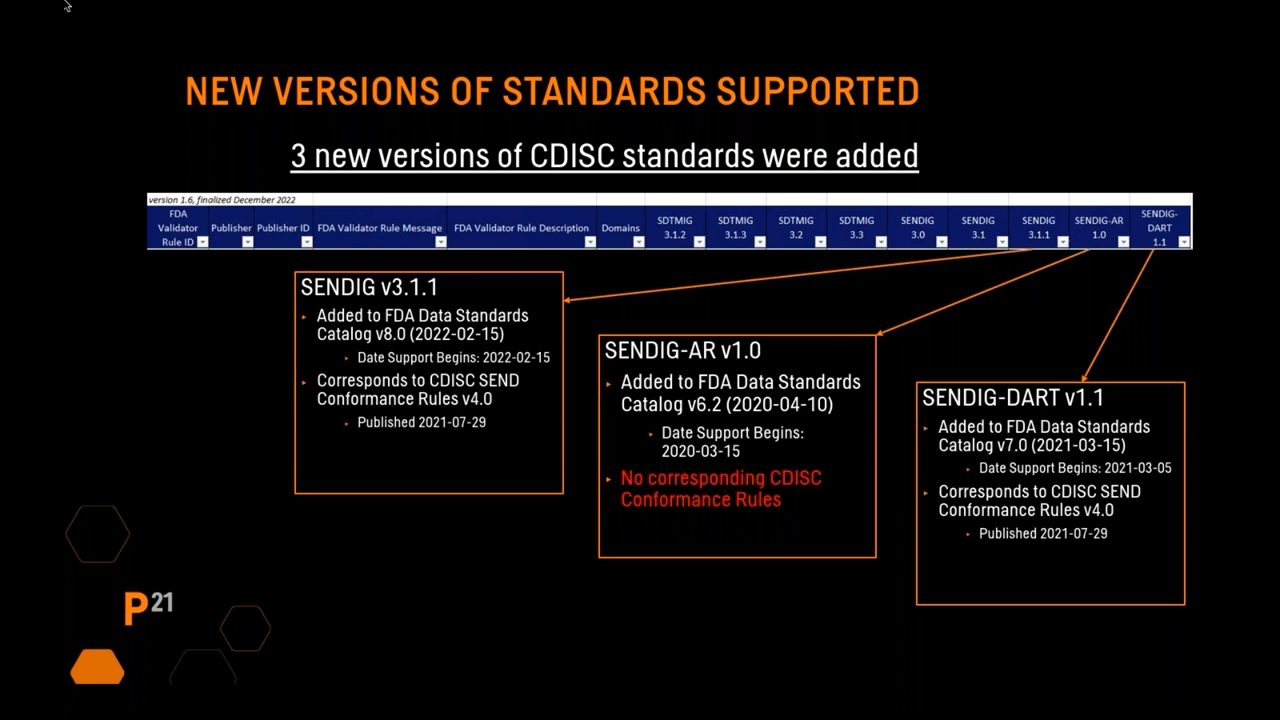 NEW VERSIONS OF STANDARDS SUPPORTED
3 new versions of CDISC standards were added
version 1.6, finalized December 2022
FDA Validator Rule ID
Publisher
Publisher ID
FDA Validator Rule Message
FDA Validator Rule Description
Domains
SDTMIG 3.1.2
SDTMIG 3.1.3
SDTMIG 3.2
SDTMIG 3.3
SENDIG 3.0
SENDIG 3.1
SENDIG 3.1.1
SENDIG-AR 1.0
SENDIG-DART 1.1
SENDIG v3.1.1
Added to FDA Data Standards
Catalog v8.0 (2022-02-15)
Date Support Begins: 2022-02-15
Corresponds to CDISC SEND
Conformance Rules v4.0
Published 2021-07-29
SENDIG-AR v1.0
Added to FDA Data Standards
Catalog v6.2 (2020-04-10)
Date Support Begins:
2020-03-15
No corresponding CDISC
Conformance Rules
SENDIG-DART v1.1
Added to FDA Data Standards
Catalog v7.0 (2021-03-15)
Date Support Begins: 2021-03-05
Corresponds to CDISC SEND
Conformance Rules v4.0
Published 2021-07-29
P21